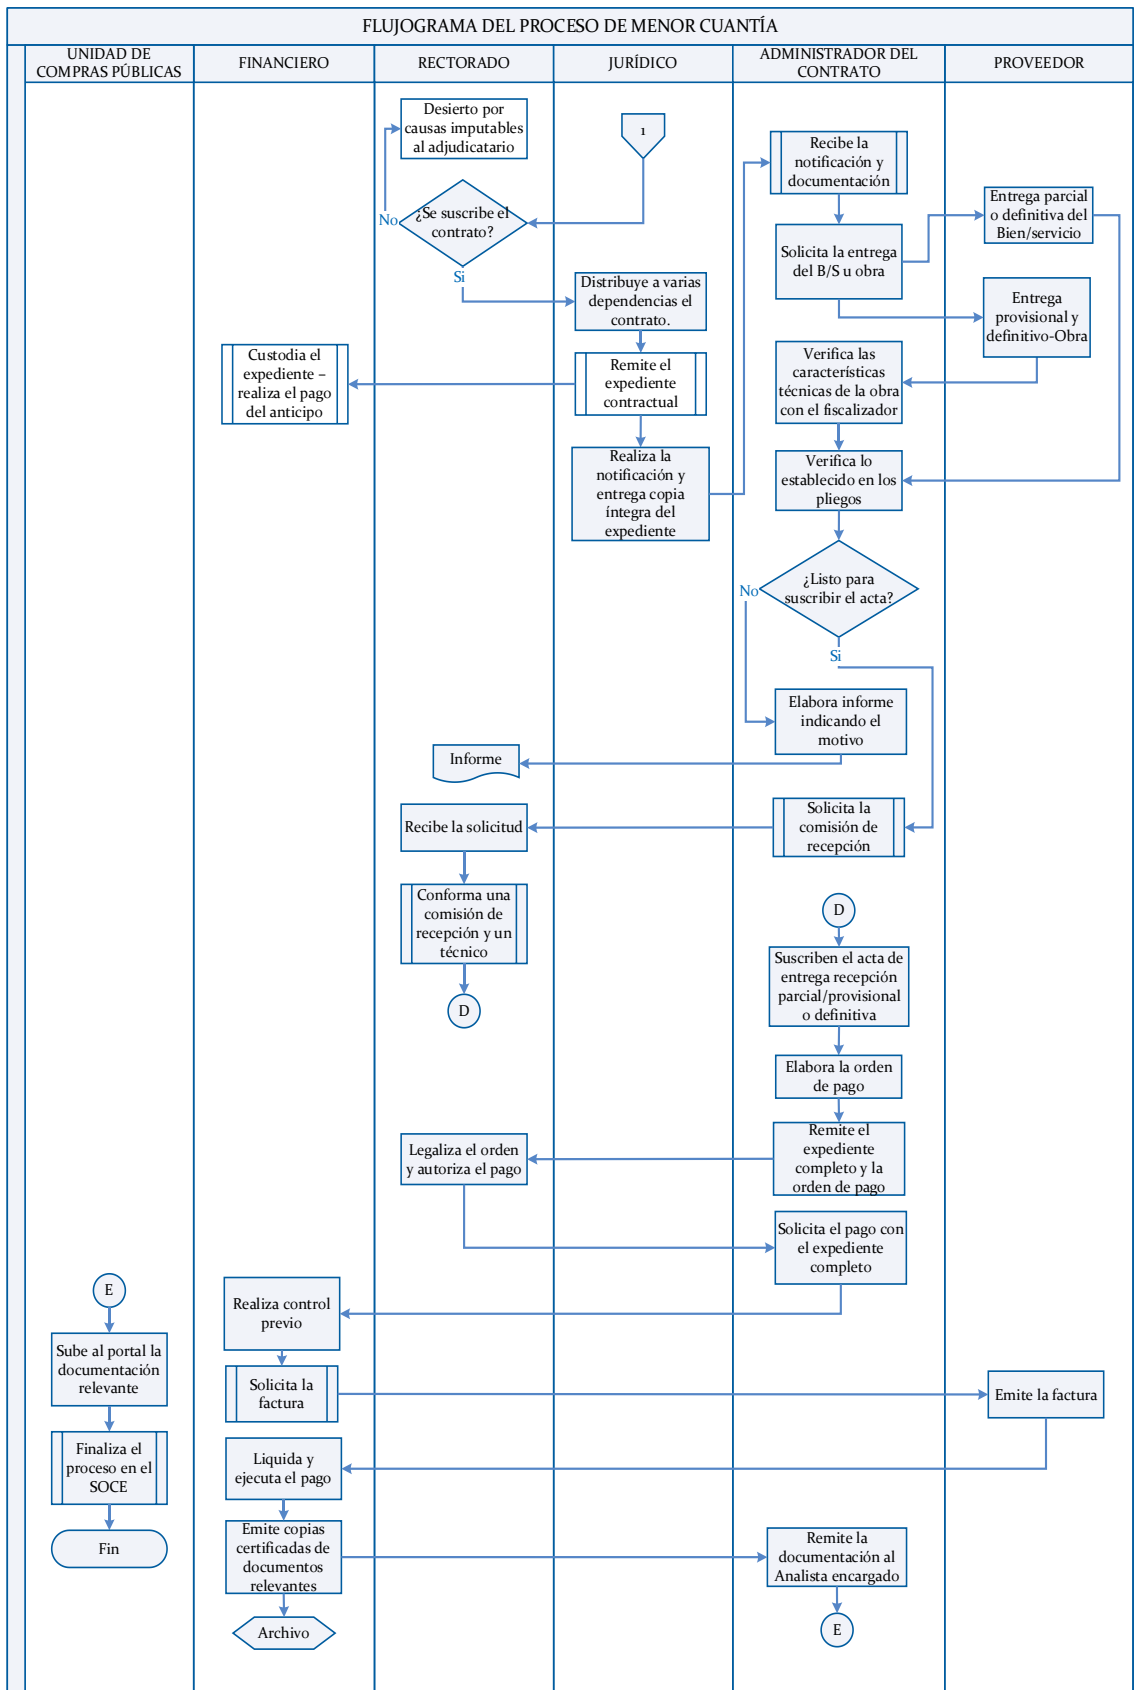 FLUJOGRAMA DEL PROCESO DE MENOR CUANTÍA
UNIDAD DE
COMPRAS PÚBLICAS
FINANCIERO
RECTORADO
JURÍDICO
ADMINISTRADOR DEL
CONTRATO
PROVEEDOR
Desierto por
causas imputables
al adjudicatario
1
Recibe la
notificación y
documentación
¿Se suscribe el
contrato?
No
Si
Entrega parcial
o definitiva del
Bien/servicio
Solicita la entrega
del B/S u obra
Distribuye a varias
dependencias el
contrato.
Entrega
provisional y
definitivo-Obra
Custodia el
expediente –
realiza el pago
del anticipo
Remite el
expediente
contractual
Verifica las
características
técnicas de la obra
con el fiscalizador
Realiza la
notificación y
entrega copia
íntegra del
expediente
Verifica lo
establecido en los
pliegos
¿Listo para
suscribir el acta?
No
Si
Elabora informe
indicando el
motivo
Informe
Solicita la
comisión de
recepción
Recibe la solicitud
Conforma una
comisión de
recepción y un
técnico
D
D
Suscriben el acta de
entrega recepción
parcial/provisional
o definitiva
Elabora la orden
de pago
Remite el
expediente
completo y la
orden de pago
Legaliza el orden
y autoriza el pago
Solicita el pago con
el expediente
completo
E
Realiza control
previo
Sube al portal la
documentación
relevante
Solicita la
factura
Emite la factura
Finaliza el
proceso en el
SOCE
Liquida y
ejecuta el pago
Fin
Emite copias
certificadas de
documentos
relevantes
Remite la
documentación al
Analista encargado
Archivo
E